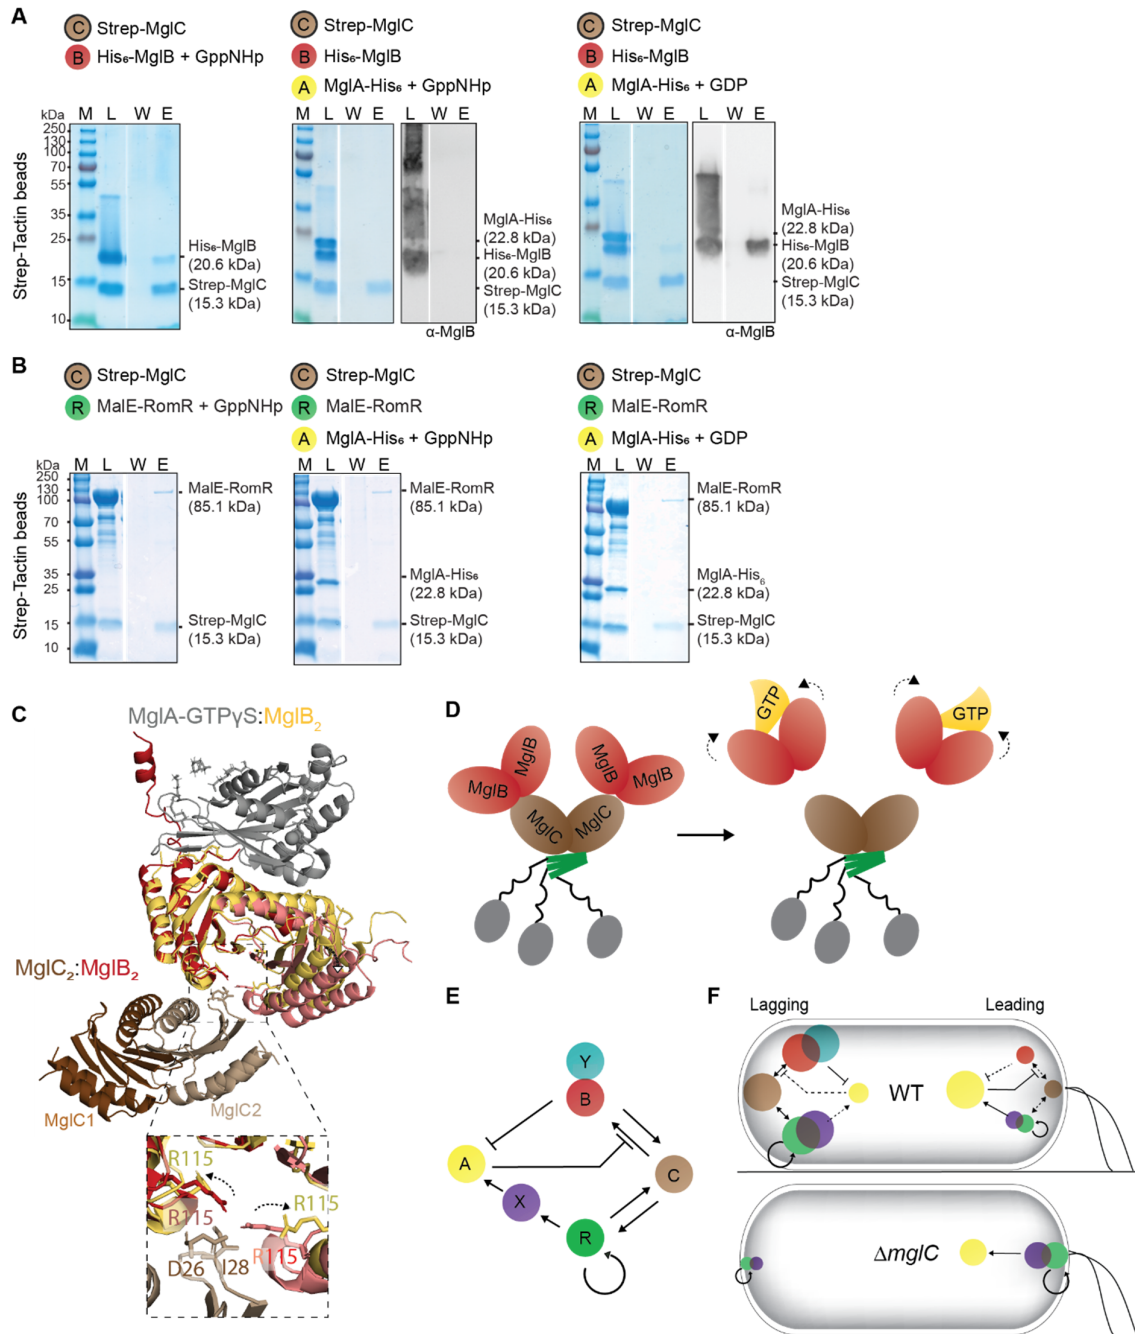 A
C Strep-MglC
B His₆-MglB + GppNHp
C Strep-MglC
B His₆-MglB
A MglA-His₆ + GppNHp
C Strep-MglC
B His₆-MglB
A MglA-His₆ + GDP
kDa M L W E
250
130
100
70
55
35
25
15
10
Strep-Tactin beads
His₆-MglB
(20.6 kDa)
Strep-MglC
(15.3 kDa)
M L W E L W E
MglA-His₆
(22.8 kDa)
His₆-MglB
(20.6 kDa)
Strep-MglC
(15.3 kDa)
α-MglB
M L W E L W E
MglA-His₆
(22.8 kDa)
His₆-MglB
(20.6 kDa)
Strep-MglC
(15.3 kDa)
α-MglB
B
C Strep-MglC
R MalE-RomR + GppNHp
C Strep-MglC
R MalE-RomR
A MglA-His₆ + GppNHp
C Strep-MglC
R MalE-RomR
A MglA-His₆ + GDP
kDa M L W E
250
130
100
70
55
35
25
15
10
Strep-Tactin beads
MalE-RomR
(85.1 kDa)
Strep-MglC
(15.3 kDa)
M L W E
MalE-RomR
(85.1 kDa)
MglA-His₆
(22.8 kDa)
Strep-MglC
(15.3 kDa)
M L W E
MalE-RomR
(85.1 kDa)
MglA-His₆
(22.8 kDa)
Strep-MglC
(15.3 kDa)
C
MglA-GTPγS:MglB₂
MglC₂:MglB₂
MglC1
MglC2
R115
R115
R115
R115
D26
I28
D
MglB
MglB
MglB
MglB
MglC
MglC
GTP
GTP
E
Y
B
A
C
X
R
F
Lagging
Leading
WT
ΔmglC